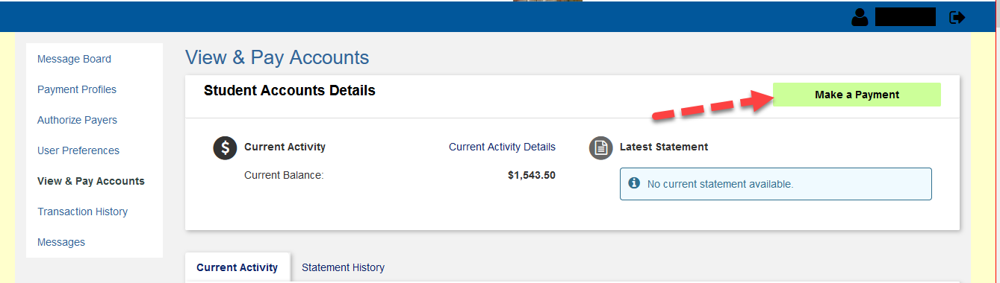 Message Board
Payment Profiles
Authorize Payers
User Preferences
View & Pay Accounts
Transaction History
Messages
View & Pay Accounts
Student Accounts Details
Make a Payment
$ Current Activity
Current Activity Details
Current Balance:
$1,543.50
Latest Statement
No current statement available.
Current Activity
Statement History